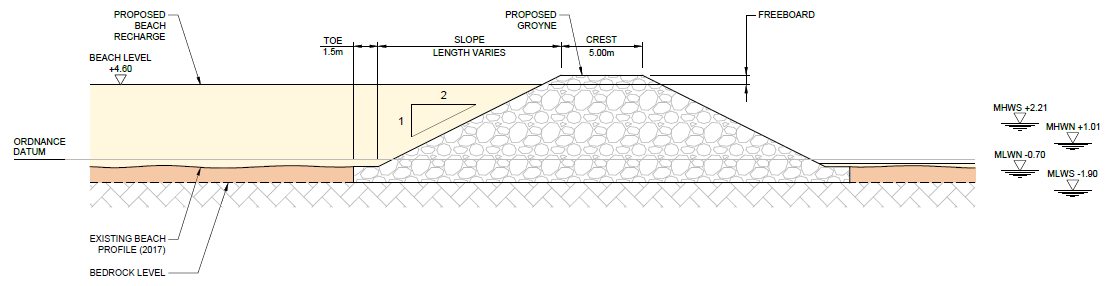 PROPOSED
BEACH
RECHARGE
BEACH LEVEL
+4.60
TOE
1.5m
SLOPE
LENGTH VARIES
PROPOSED
GROYNE
CREST
5.00m
FREEBOARD
2
1
ORDNANCE
DATUM
MHWS +2.21
MHWN +1.01
MLWN -0.70
MLWS -1.90
EXISTING BEACH
PROFILE (2017)
BEDROCK LEVEL